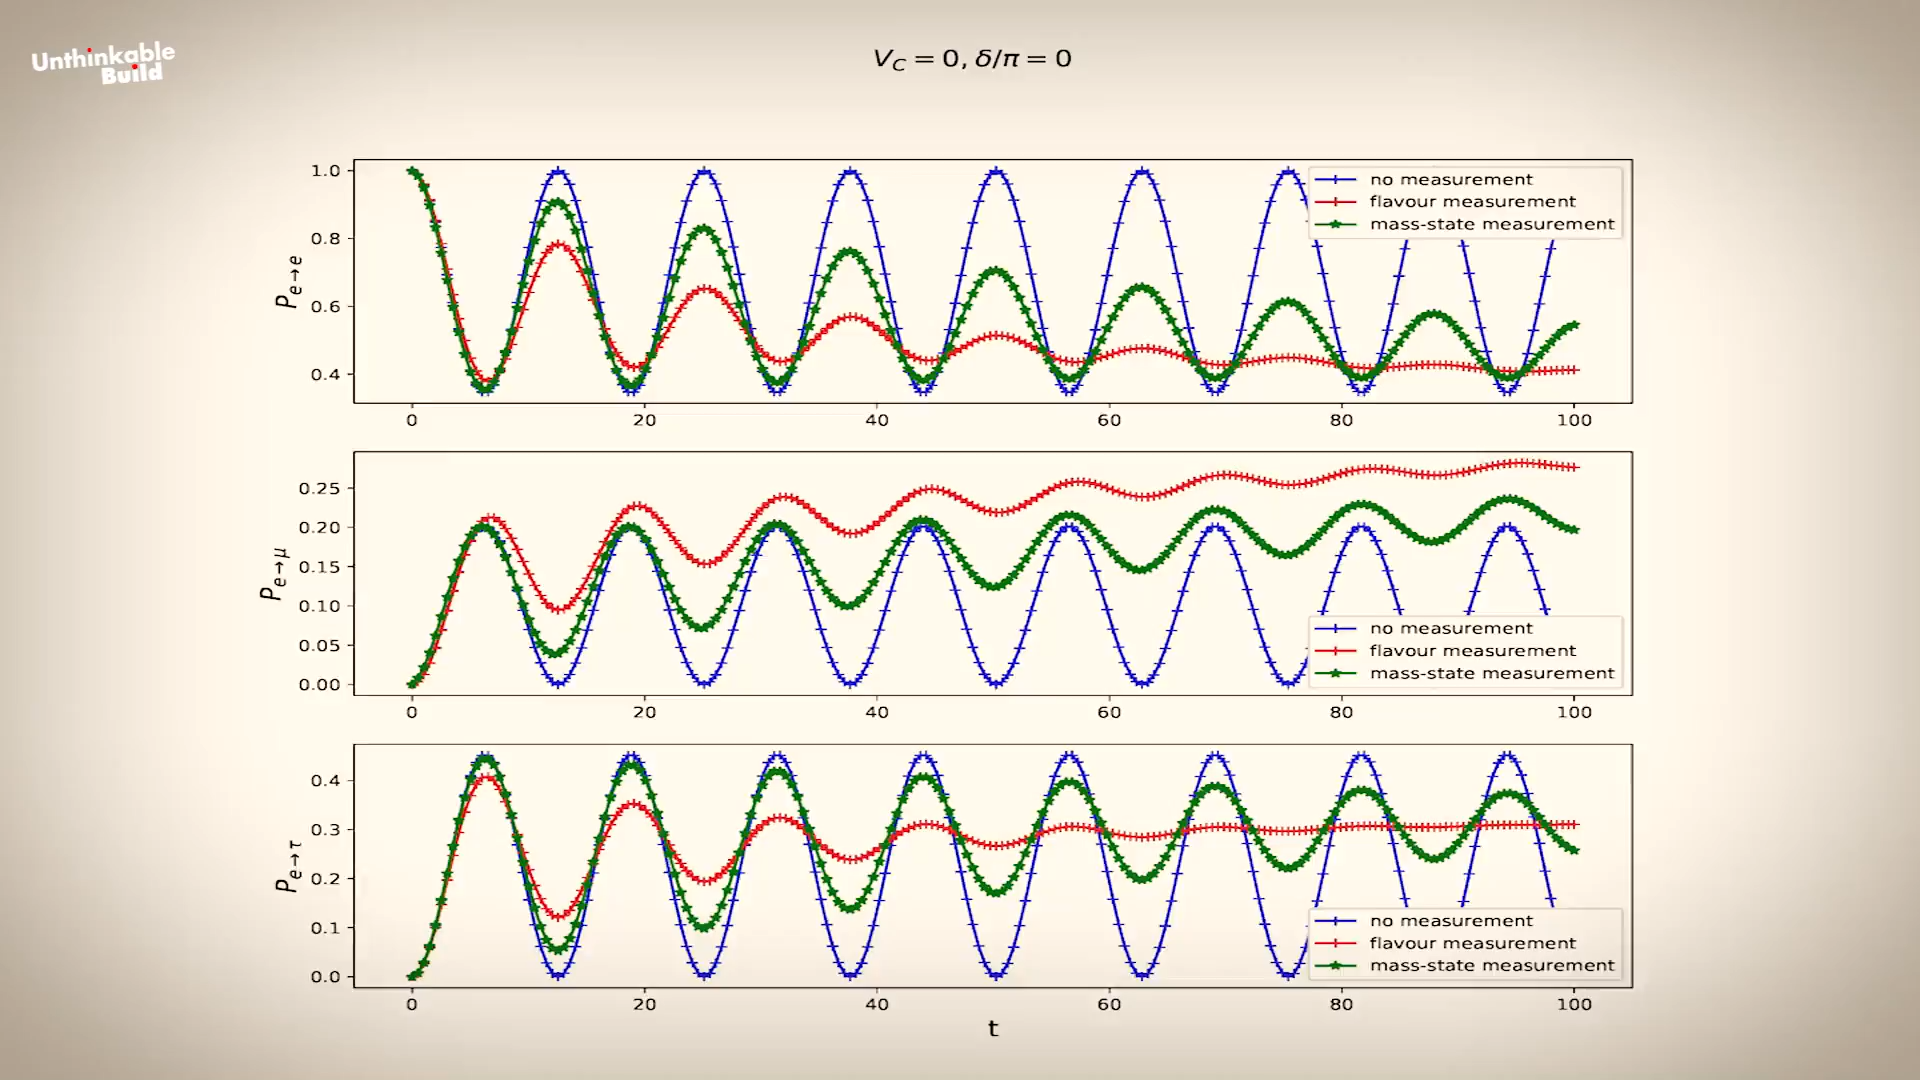 Unthinkable
Build
V_C = 0, δ/π = 0
P_{e→e}
1.0
0.8
0.6
0.4
no measurement
flavour measurement
mass-state measurement
0 20 40 60 80 100
P_{e→μ}
0.25
0.20
0.15
0.10
0.05
0.00
no measurement
flavour measurement
mass-state measurement
0 20 40 60 80 100
P_{e→τ}
0.4
0.3
0.2
0.1
0.0
no measurement
flavour measurement
mass-state measurement
0 20 40 60 80 100
t